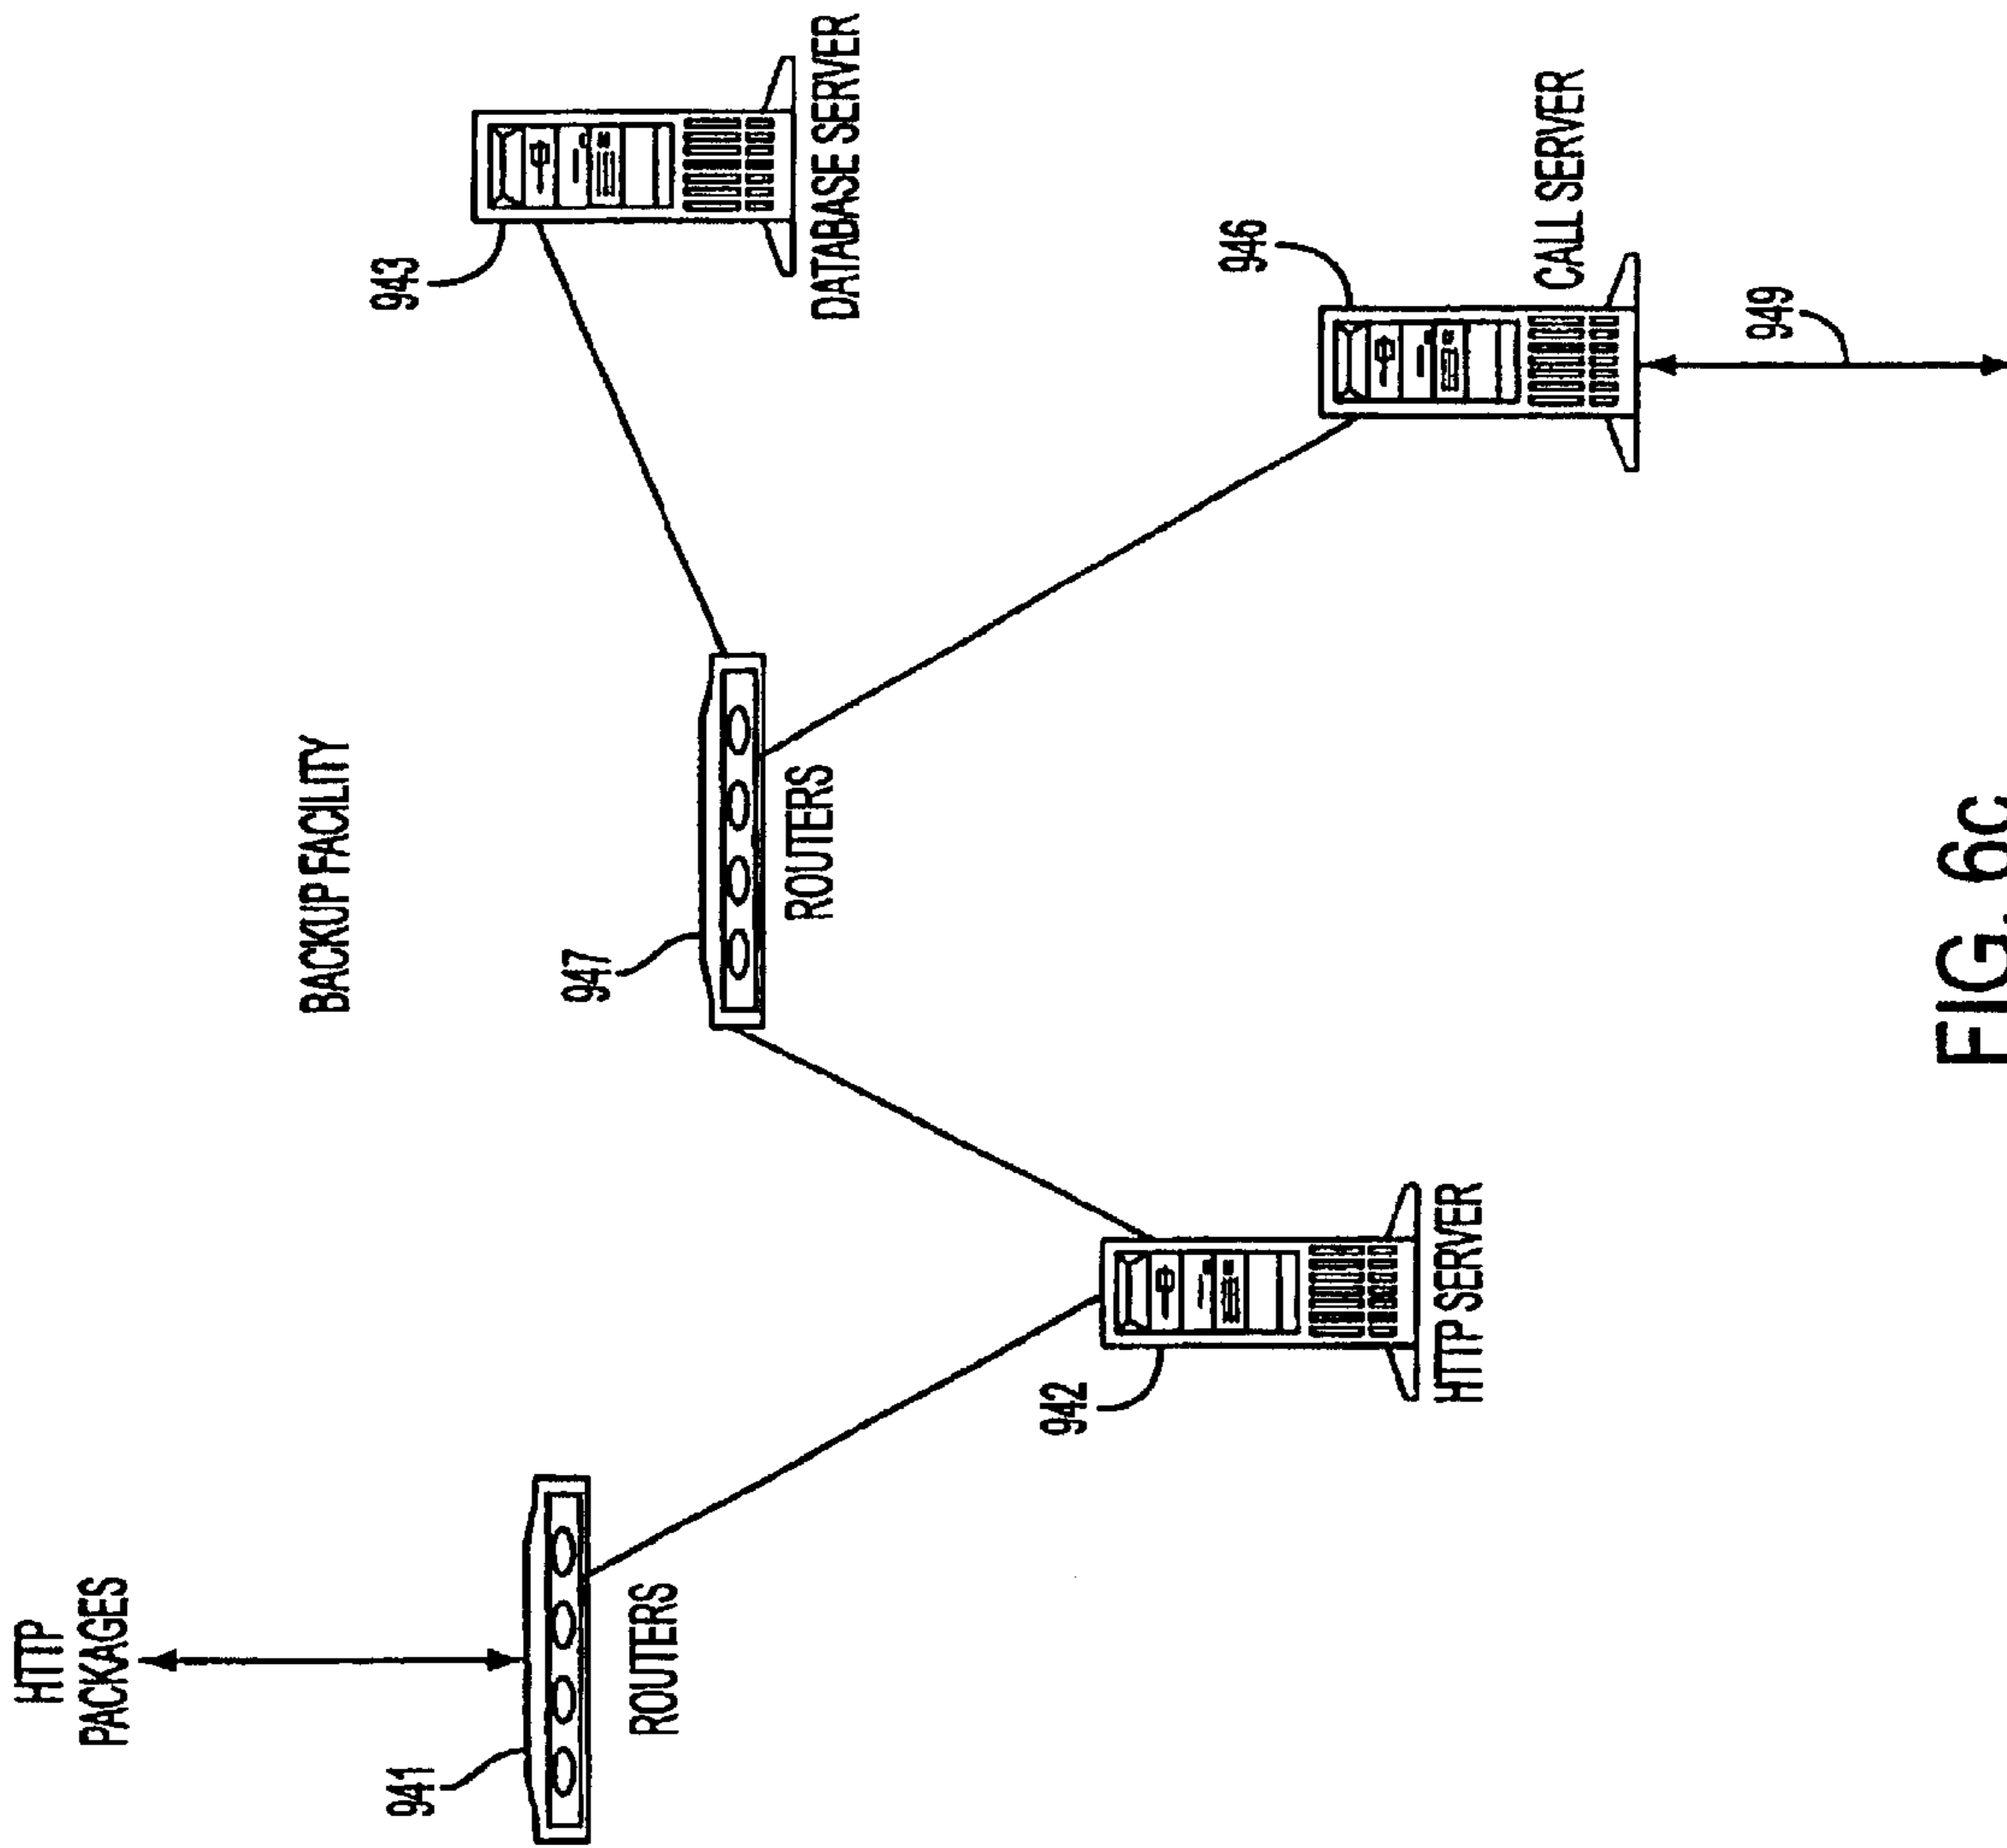 BACKUP FACILITY
HTTP
PACKAGES
941
ROUTERS
942
HTTP SERVER
947
ROUTERS
943
DATABASE SERVER
946
CALL SERVER
949
FIG. 6c